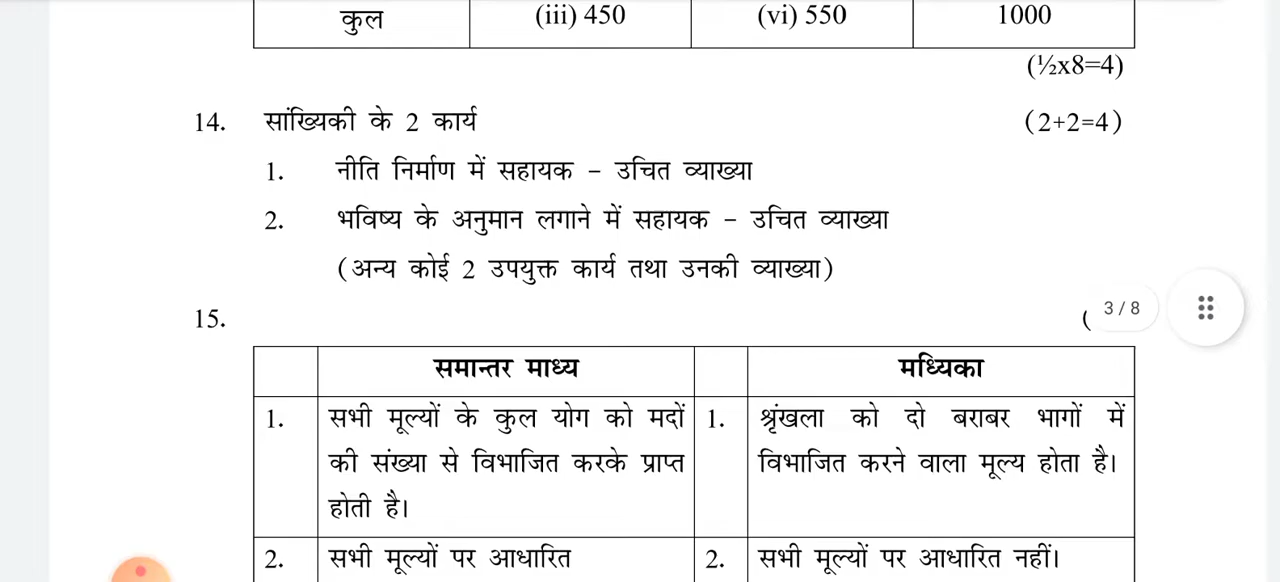 कुल (iii) 450 (vi) 550 1000
(½x8=4)
14. सांख्यिकी के 2 कार्य (2+2=4)
1. नीति निर्माण में सहायक – उचित व्याख्या
2. भविष्य के अनुमान लगाने में सहायक – उचित व्याख्या
(अन्य कोई 2 उपयुक्त कार्य तथा उनकी व्याख्या)
15. (
3 / 8
समान्तर माध्य मध्यिका
1. सभी मूल्यों के कुल योग को मदों 1. श्रृंखला को दो बराबर भागों में
की संख्या से विभाजित करके प्राप्त विभाजित करने वाला मूल्य होता है।
होती है।
2. सभी मूल्यों पर आधारित 2. सभी मूल्यों पर आधारित नहीं।